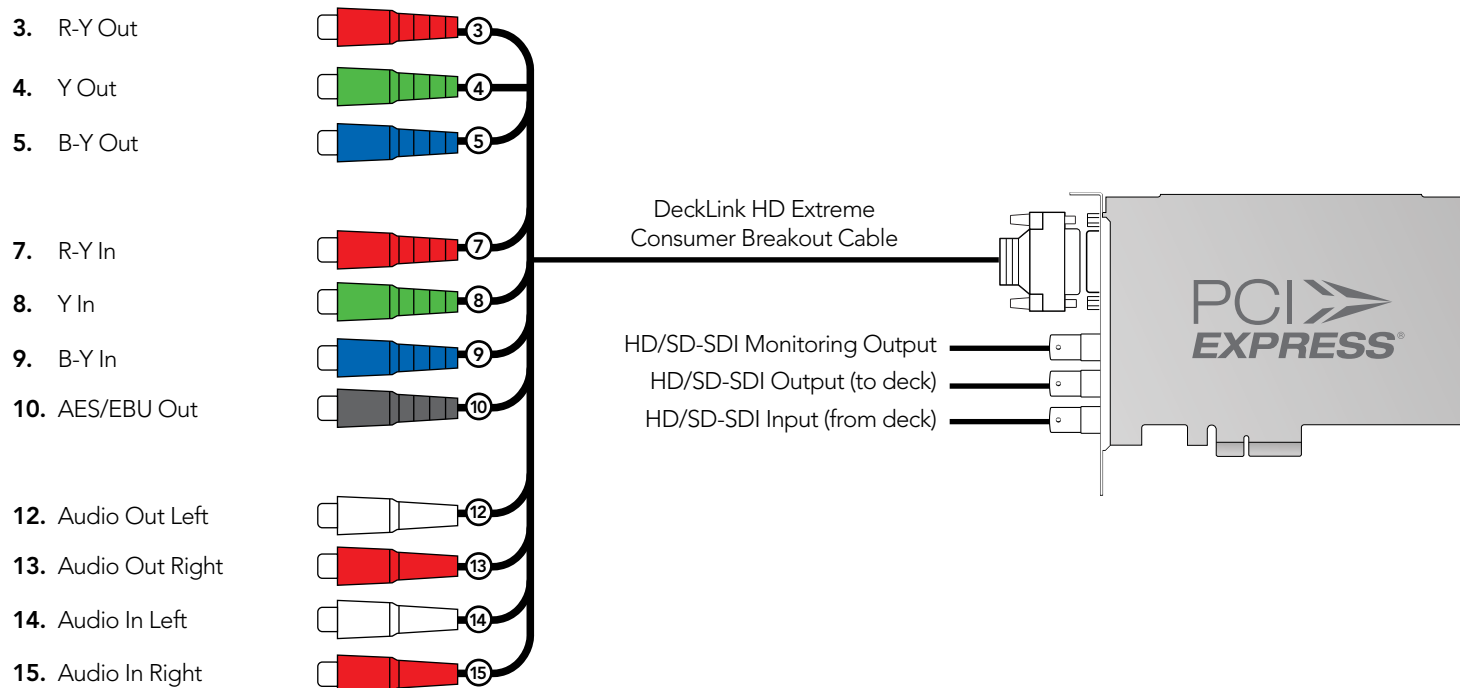 3. R-Y Out
3
4. Y Out
4
5. B-Y Out
5
7. R-Y In
7
8. Y In
8
9. B-Y In
9
10. AES/EBU Out
10
12. Audio Out Left
12
13. Audio Out Right
13
14. Audio In Left
14
15. Audio In Right
15
DeckLink HD Extreme
Consumer Breakout Cable
HD/SD-SDI Monitoring Output
HD/SD-SDI Output (to deck)
HD/SD-SDI Input (from deck)
PCI
EXPRESS®